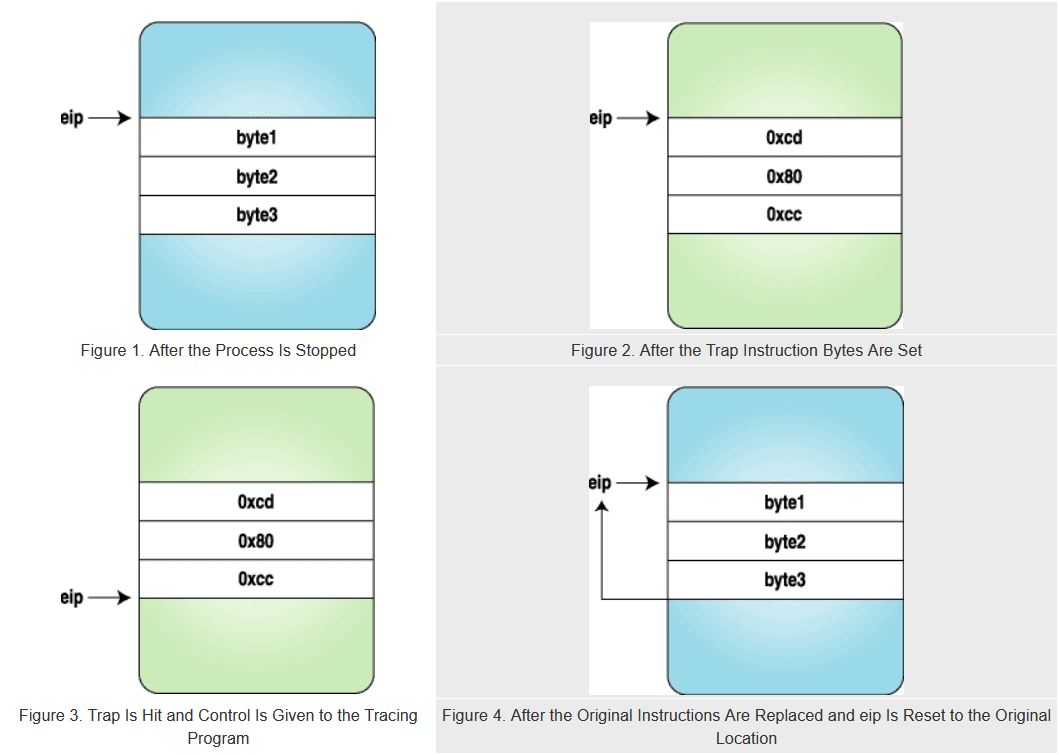 eip
byte1
byte2
byte3
Figure 1. After the Process Is Stopped
eip
0xcd
0x80
0xcc
Figure 2. After the Trap Instruction Bytes Are Set
0xcd
0x80
0xcc
eip
Figure 3. Trap Is Hit and Control Is Given to the Tracing
Program
eip
byte1
byte2
byte3
Figure 4. After the Original Instructions Are Replaced and eip Is Reset to the Original
Location